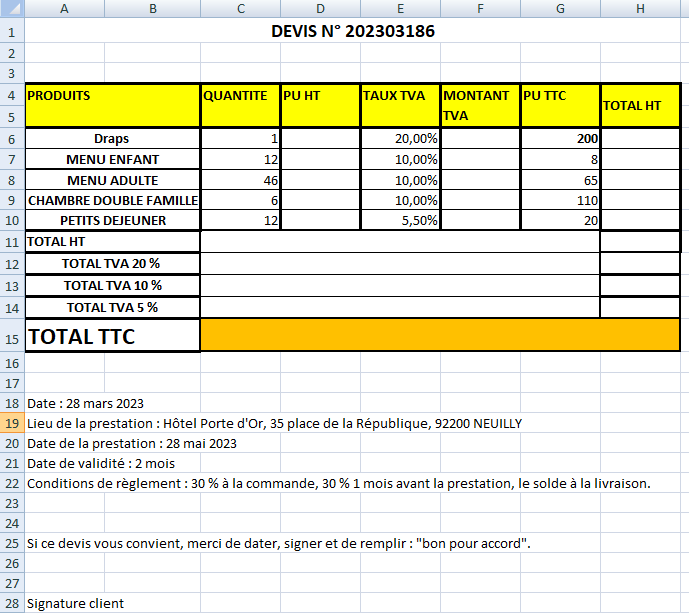 A B C D E F G H
1 DEVIS N° 202303186
2
3
4 PRODUITS QUANTITE PU HT TAUX TVA MONTANT TVA PU TTC TOTAL HT
5
6 Draps 1 20,00% 200
7 MENU ENFANT 12 10,00% 8
8 MENU ADULTE 46 10,00% 65
9 CHAMBRE DOUBLE FAMILLE 6 10,00% 110
10 PETITS DEJEUNER 12 5,50% 20
11 TOTAL HT
12 TOTAL TVA 20 %
13 TOTAL TVA 10 %
14 TOTAL TVA 5 %
15 TOTAL TTC
16
17
18 Date : 28 mars 2023
19 Lieu de la prestation : Hôtel Porte d'Or, 35 place de la République, 92200 NEUILLY
20 Date de la prestation : 28 mai 2023
21 Date de validité : 2 mois
22 Conditions de règlement : 30 % à la commande, 30 % 1 mois avant la prestation, le solde à la livraison.
23
24
25 Si ce devis vous convient, merci de dater, signer et de remplir : "bon pour accord".
26
27
28 Signature client